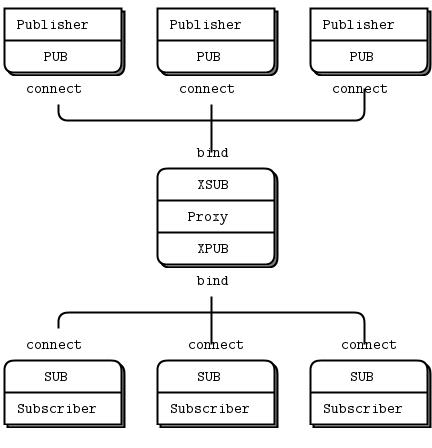 Publisher Publisher Publisher
PUB PUB PUB
connect connect connect
bind
XSUB
Proxy
XPUB
bind
connect connect connect
SUB SUB SUB
Subscriber Subscriber Subscriber